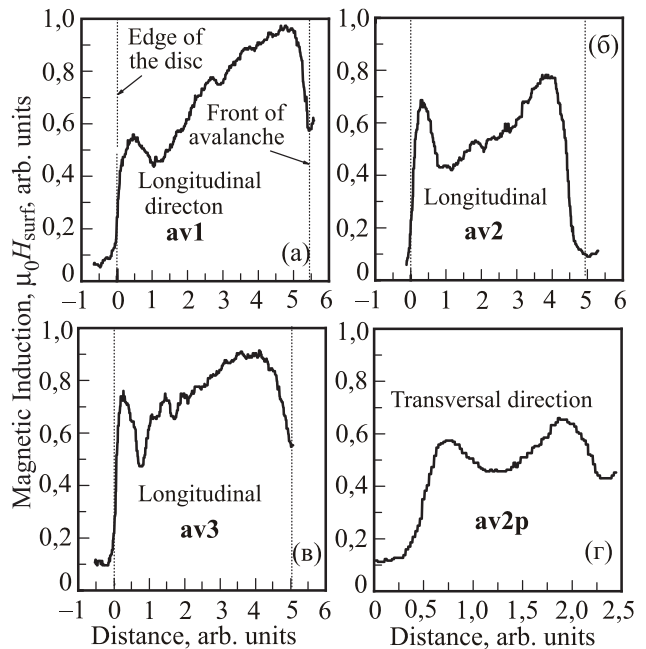 Magnetic Induction, μ₀H_surf, arb. units
1,0
0,8
0,6
0,4
0,2
0
Edge of
the disc
Front of
avalanche
Longitudinal
directon
av1
(а)
−1 0 1 2 3 4 5 6
1,0
0,8
0,6
0,4
0,2
0
(б)
Longitudinal
av2
−1 0 1 2 3 4 5 6
1,0
0,8
0,6
0,4
0,2
0
Longitudinal
av3
(в)
−1 0 1 2 3 4 5 6
Distance, arb. units
1,0
0,8
0,6
0,4
0,2
0
Transversal direction
av2p
(г)
0 0,5 1,0 1,5 2,0 2,5
Distance, arb. units